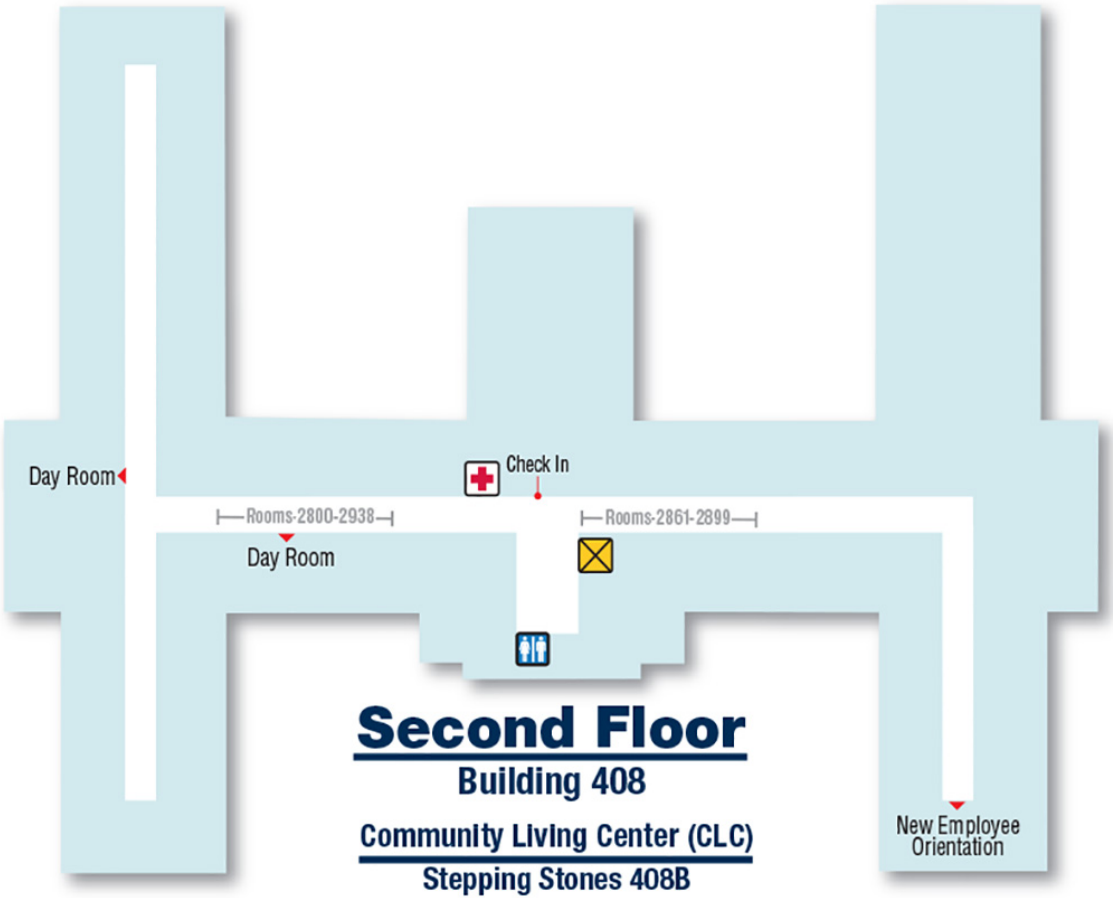 Check In
Day Room
Rooms-2800-2938
Rooms-2861-2899
Day Room
Second Floor
Building 408
Community Living Center (CLC)
Stepping Stones 408B
New Employee
Orientation